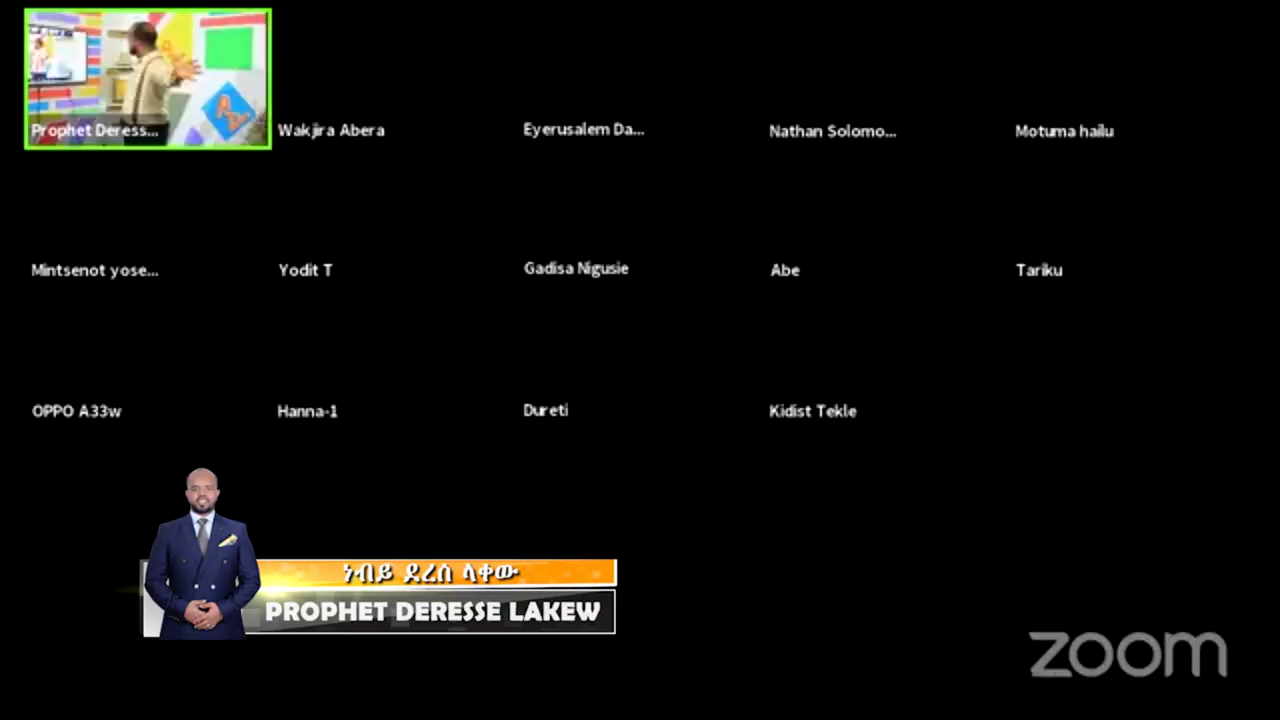 Prophet Deress...
Wakjira Abera
Eyerusalem Da...
Nathan Solomo...
Motuma hailu
Mintsenot yose...
Yodit T
Gadisa Nigusie
Abe
Tariku
OPPO A33w
Hanna-1
Dureti
Kidist Tekle
ነብይ ደረሰ ላቀው
PROPHET DERESSE LAKEW
zoom